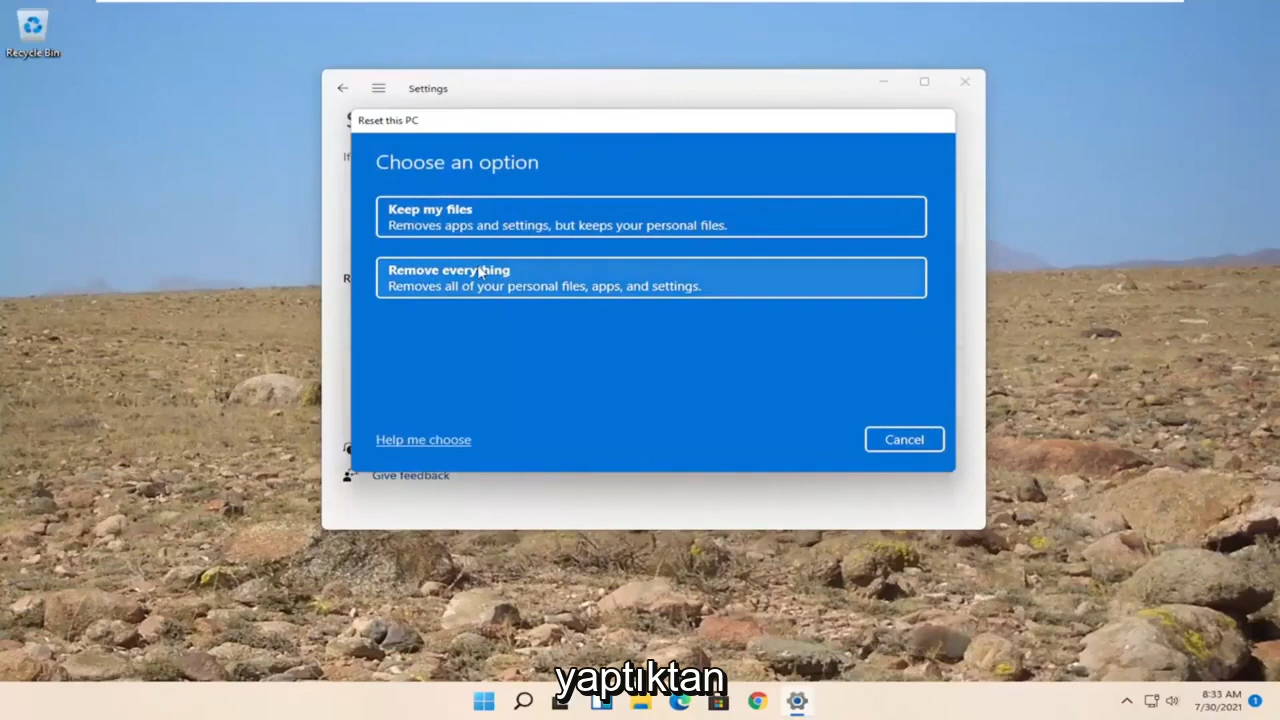 Recycle Bin
Settings
Reset this PC
Choose an option
Keep my files
Removes apps and settings, but keeps your personal files.
Remove everything
Removes all of your personal files, apps, and settings.
Help me choose
Cancel
Give feedback
yaptıktan
8:33 AM
7/30/2021
1